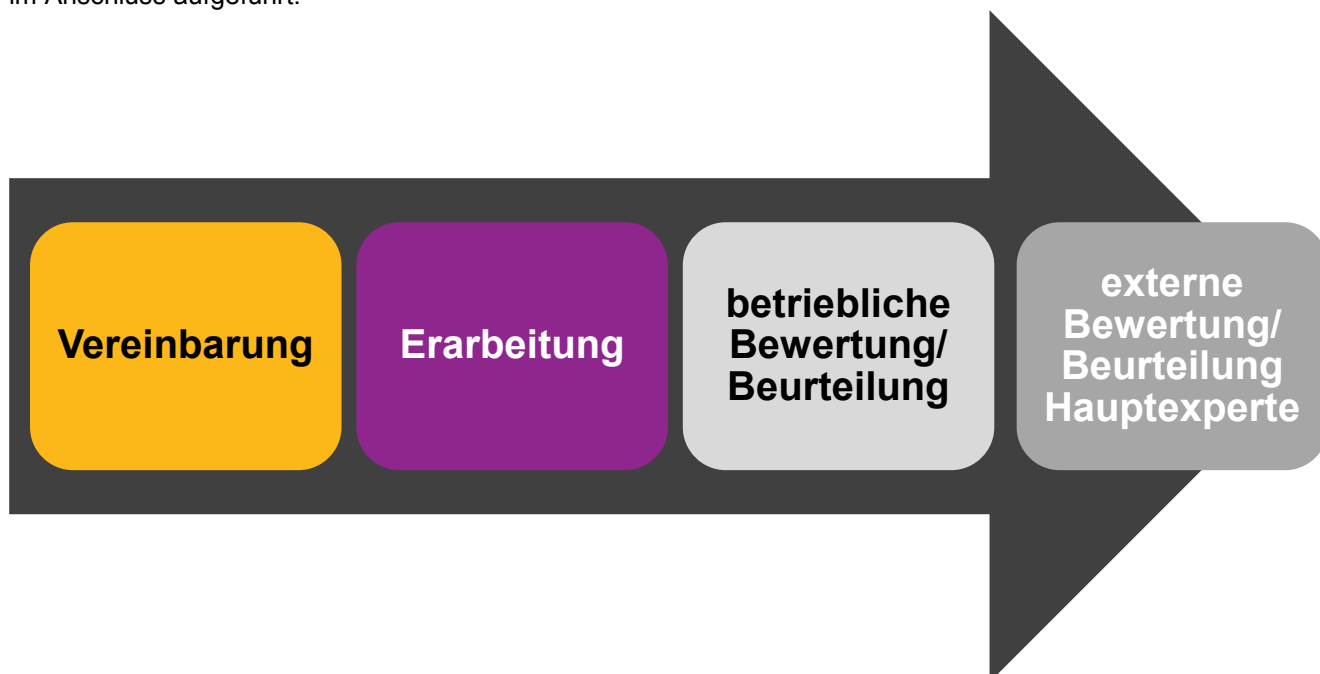 im Anschluss aufgeführt.
Vereinbarung
Erarbeitung
betriebliche
Bewertung/
Beurteilung
externe
Bewertung/
Beurteilung
Hauptexperte